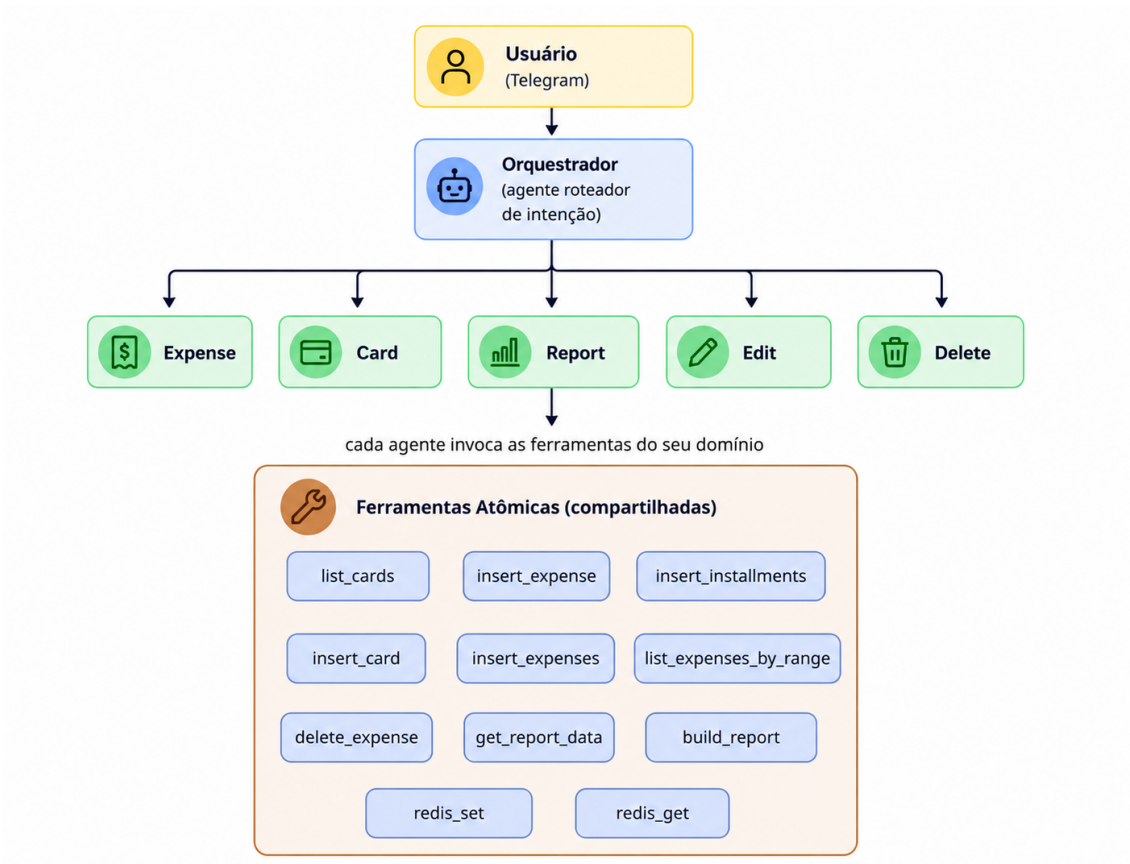 Usuário
(Telegram)
Orquestrador
(agente roteador
de intenção)
Expense
Card
Report
Edit
Delete
cada agente invoca as ferramentas do seu domínio
Ferramentas Atômicas (compartilhadas)
list_cards
insert_expense
insert_installments
insert_card
insert_expenses
list_expenses_by_range
delete_expense
get_report_data
build_report
redis_set
redis_get